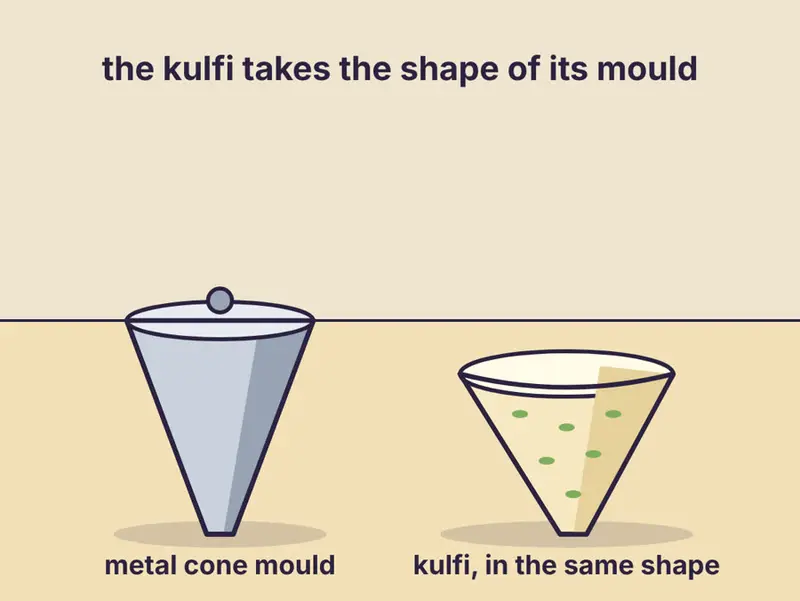 the kulfi takes the shape of its mould
metal cone mould
kulfi, in the same shape